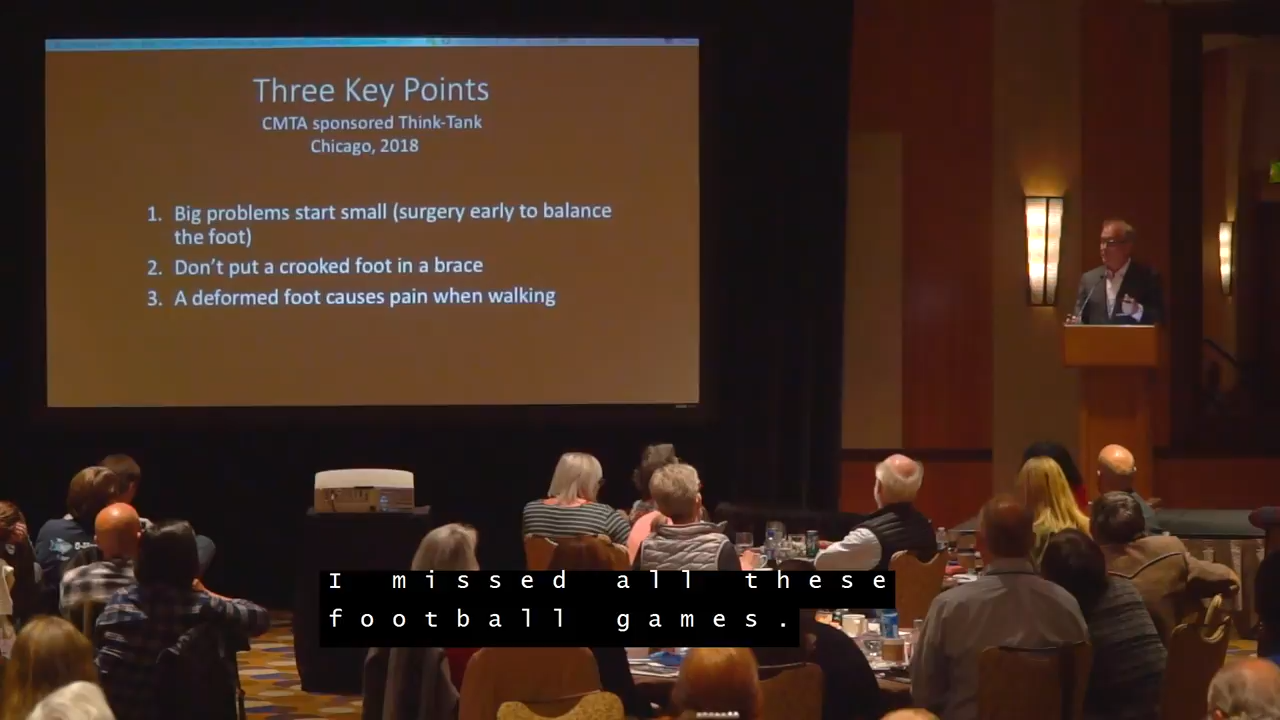 Three Key Points
CMTA sponsored Think-Tank
Chicago, 2018
1. Big problems start small (surgery early to balance
the foot)
2. Don't put a crooked foot in a brace
3. A deformed foot causes pain when walking
I missed all these
football games.